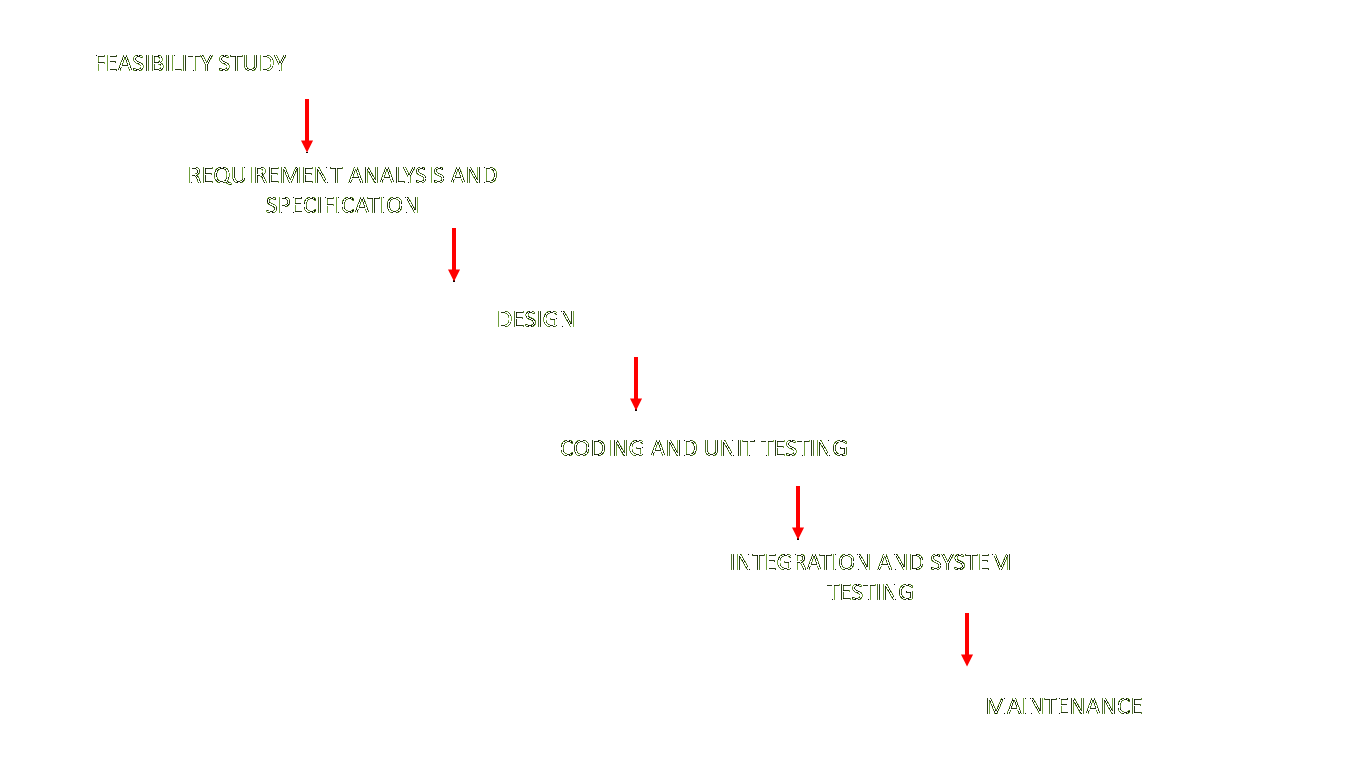 FEASIBILITY STUDY
REQUIREMENT ANALYSIS AND
SPECIFICATION
DESIGN
CODING AND UNIT TESTING
INTEGRATION AND SYSTEM
TESTING
MAINTENANCE